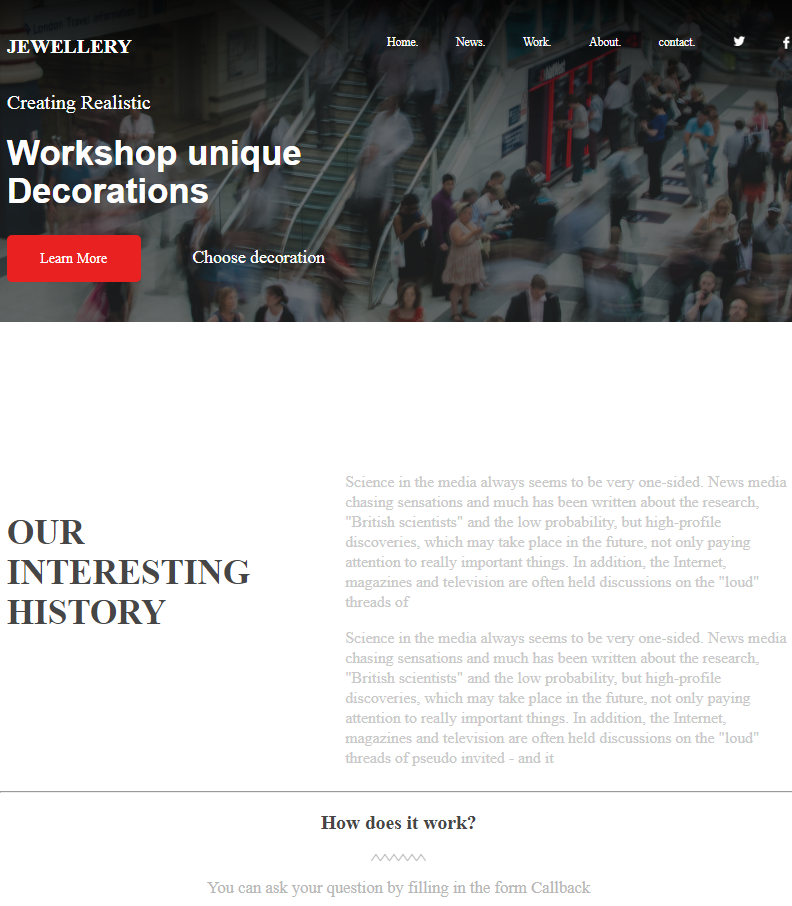 JEWELLERY
Home. News. Work. About. contact.
Creating Realistic
Workshop unique
Decorations
Learn More
Choose decoration
OUR
INTERESTING
HISTORY
Science in the media always seems to be very one-sided. News media
chasing sensations and much has been written about the research,
"British scientists" and the low probability, but high-profile
discoveries, which may take place in the future, not only paying
attention to really important things. In addition, the Internet,
magazines and television are often held discussions on the "loud"
threads of
Science in the media always seems to be very one-sided. News media
chasing sensations and much has been written about the research,
"British scientists" and the low probability, but high-profile
discoveries, which may take place in the future, not only paying
attention to really important things. In addition, the Internet,
magazines and television are often held discussions on the "loud"
threads of pseudo invited - and it
How does it work?
You can ask your question by filling in the form Callback